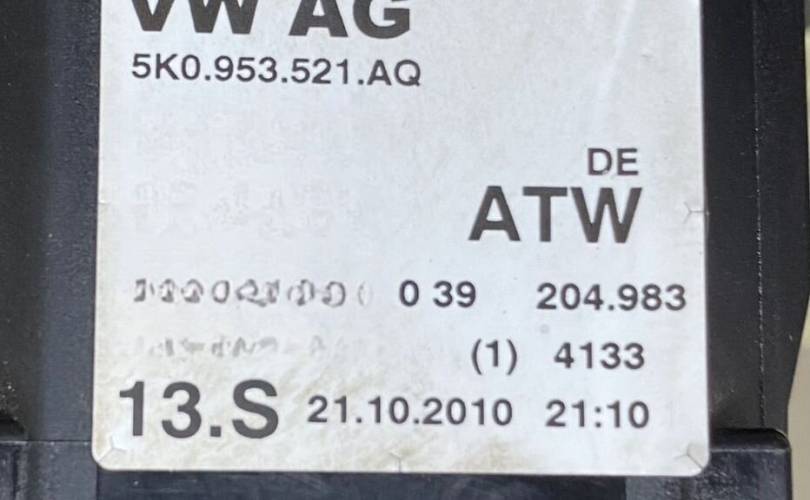 VW AG
5K0.953.521.AQ
DE
ATW
0 39 204.983
(1) 4133
13.S 21.10.2010 21:10